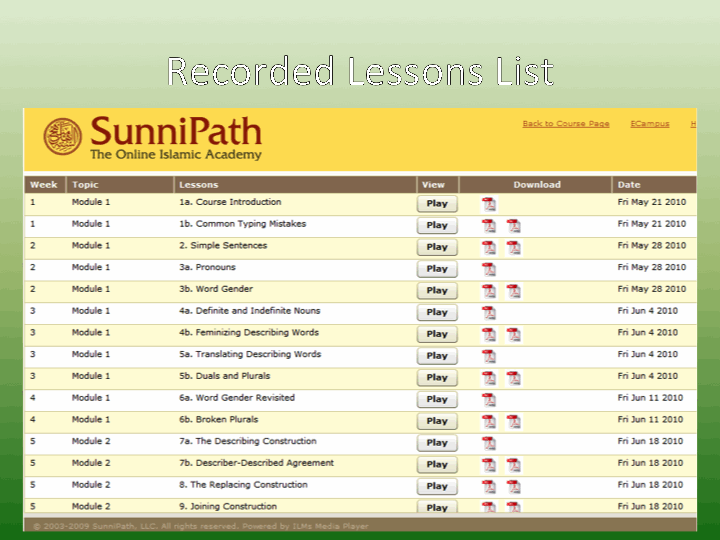 Recorded Lessons List
SunniPath
The Online Islamic Academy
Back to Course Page ECampus H
Week Topic Lessons View Download Date
1 Module 1 1a. Course Introduction Play Fri May 21 2010
1 Module 1 1b. Common Typing Mistakes Play Fri May 21 2010
2 Module 1 2. Simple Sentences Play Fri May 28 2010
2 Module 1 3a. Pronouns Play Fri May 28 2010
2 Module 1 3b. Word Gender Play Fri May 28 2010
3 Module 1 4a. Definite and Indefinite Nouns Play Fri Jun 4 2010
3 Module 1 4b. Feminizing Describing Words Play Fri Jun 4 2010
3 Module 1 5a. Translating Describing Words Play Fri Jun 4 2010
3 Module 1 5b. Duals and Plurals Play Fri Jun 4 2010
4 Module 1 6a. Word Gender Revisited Play Fri Jun 11 2010
4 Module 1 6b. Broken Plurals Play Fri Jun 11 2010
5 Module 2 7a. The Describing Construction Play Fri Jun 18 2010
5 Module 2 7b. Describer-Described Agreement Play Fri Jun 18 2010
5 Module 2 8. The Replacing Construction Play Fri Jun 18 2010
5 Module 2 9. Joining Construction Play Fri Jun 18 2010
© 2003-2009 SunniPath, LLC. All rights reserved. Powered by ILMs Media Player